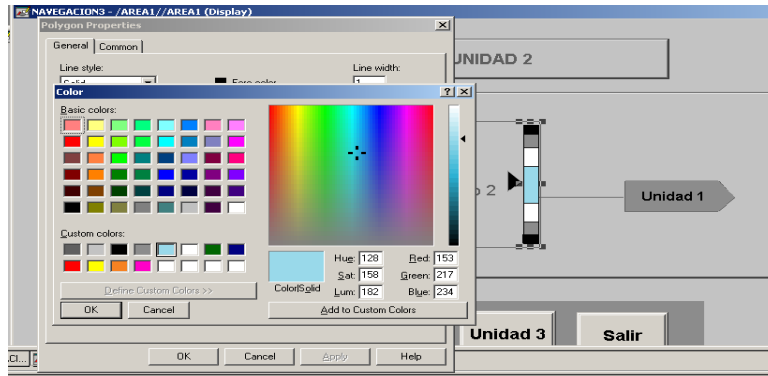 NAVEGACION3 - /AREA1//AREA1 (Display)
Polygon Properties
General Common
Line style: Line width:
Solid Fore color 1
Color
Basic colors:
Custom colors:
Define Custom Colors >>
OK Cancel
Color|Solid
Hue: 128 Red: 153
Sat: 158 Green: 217
Lum: 182 Blue: 234
Add to Custom Colors
OK Cancel Apply Help
UNIDAD 2
2
Unidad 1
Unidad 3 Salir